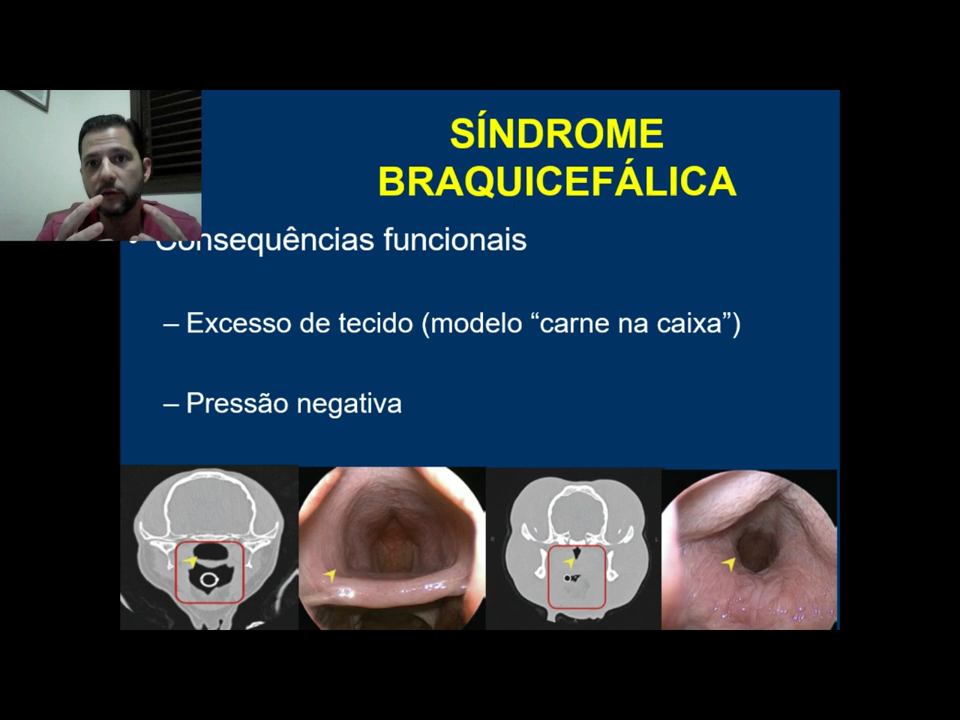 SÍNDROME
BRAQUICEFÁLICA
• Consequências funcionais
– Excesso de tecido (modelo “carne na caixa”)
– Pressão negativa